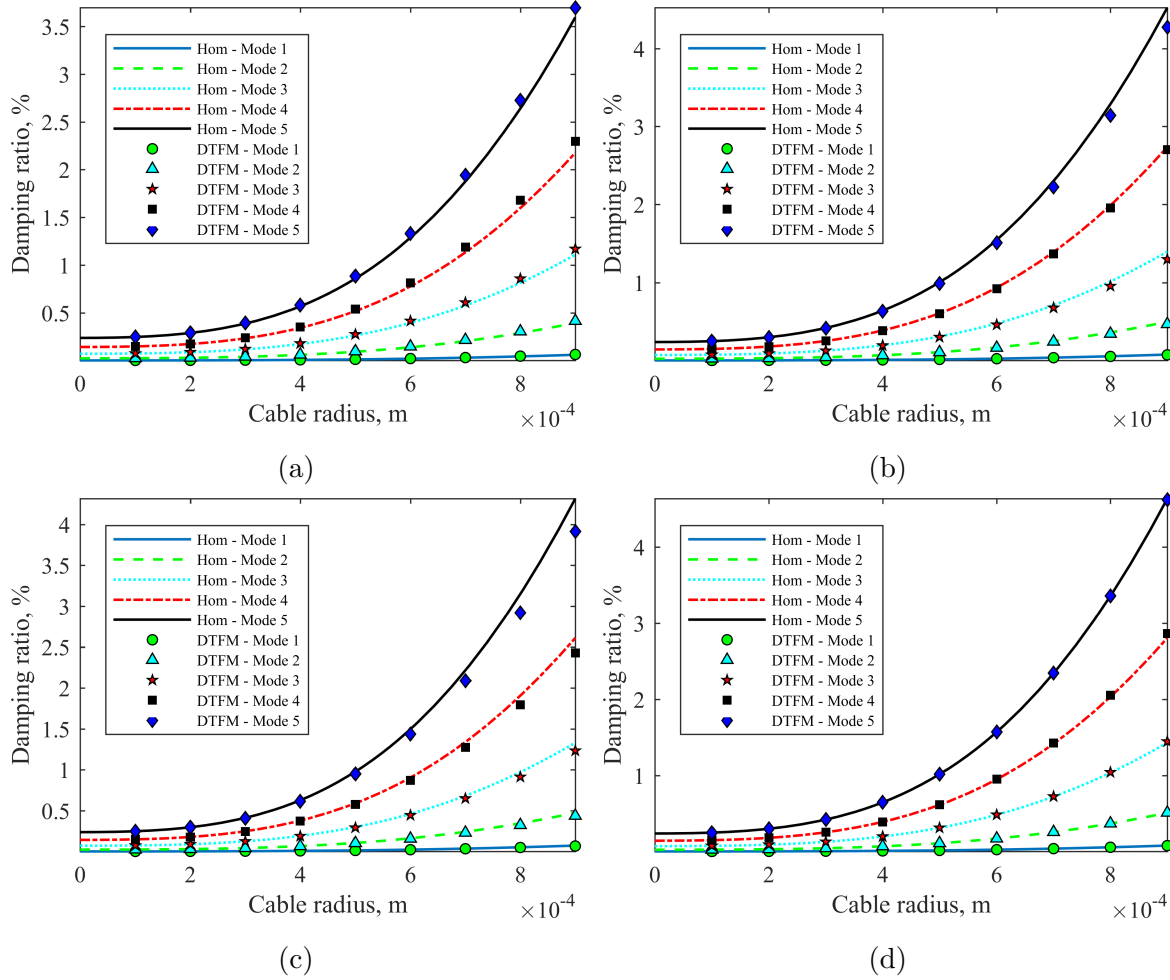 3.5
3
2.5
2
1.5
1
0.5
Damping ratio, %
Hom - Mode 1
Hom - Mode 2
Hom - Mode 3
Hom - Mode 4
Hom - Mode 5
DTFM - Mode 1
DTFM - Mode 2
DTFM - Mode 3
DTFM - Mode 4
DTFM - Mode 5
0 2 4 6 8
Cable radius, m
×10-4
(a)
4
3
2
1
Damping ratio, %
Hom - Mode 1
Hom - Mode 2
Hom - Mode 3
Hom - Mode 4
Hom - Mode 5
DTFM - Mode 1
DTFM - Mode 2
DTFM - Mode 3
DTFM - Mode 4
DTFM - Mode 5
0 2 4 6 8
Cable radius, m
×10-4
(b)
4
3.5
3
2.5
2
1.5
1
0.5
Damping ratio, %
Hom - Mode 1
Hom - Mode 2
Hom - Mode 3
Hom - Mode 4
Hom - Mode 5
DTFM - Mode 1
DTFM - Mode 2
DTFM - Mode 3
DTFM - Mode 4
DTFM - Mode 5
0 2 4 6 8
Cable radius, m
×10-4
(c)
4
3
2
1
Damping ratio, %
Hom - Mode 1
Hom - Mode 2
Hom - Mode 3
Hom - Mode 4
Hom - Mode 5
DTFM - Mode 1
DTFM - Mode 2
DTFM - Mode 3
DTFM - Mode 4
DTFM - Mode 5
0 2 4 6 8
Cable radius, m
×10-4
(d)